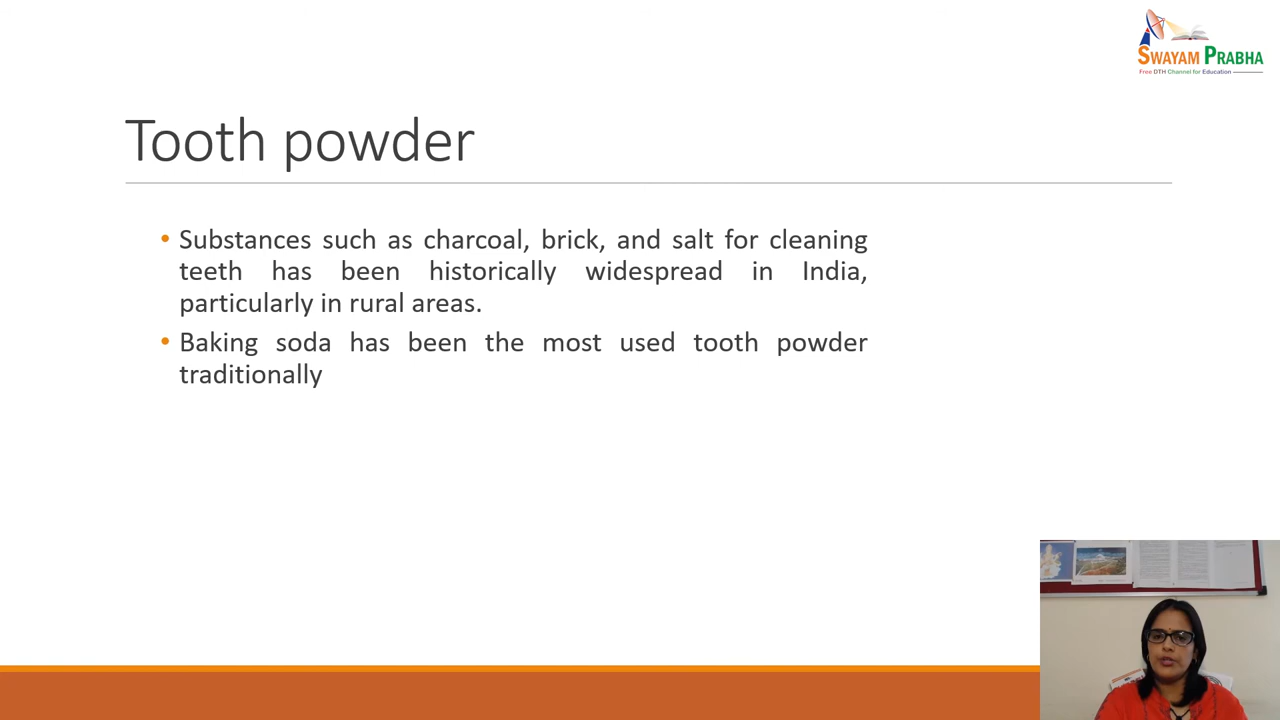 SWAYAM PRABHA
Free DTH Channel for Education
Tooth powder
• Substances such as charcoal, brick, and salt for cleaning
teeth has been historically widespread in India,
particularly in rural areas.
• Baking soda has been the most used tooth powder
traditionally